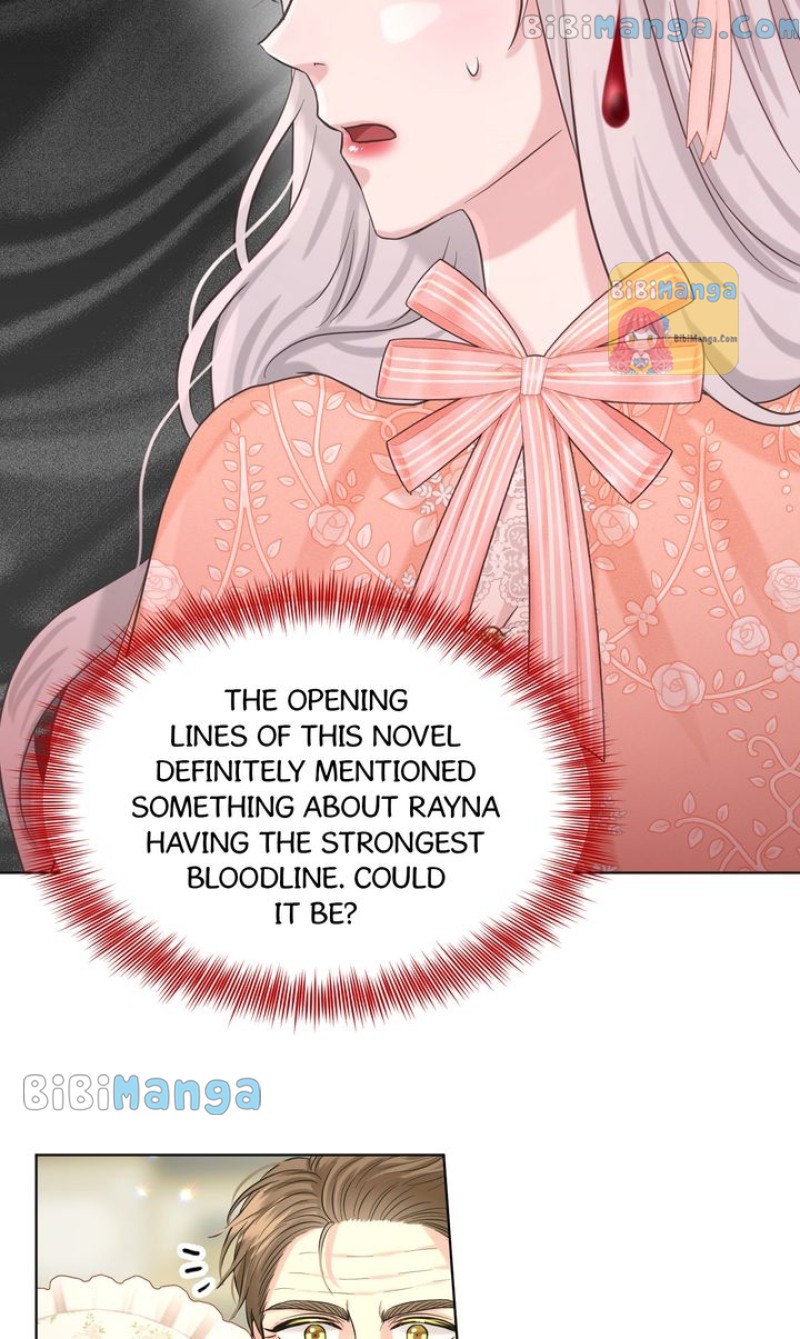 BiBiManga.Com
BiBiManga
BibiManga.Com
THE OPENING
LINES OF THIS NOVEL
DEFINITELY MENTIONED
SOMETHING ABOUT RAYNA
HAVING THE STRONGEST
BLOODLINE. COULD
IT BE?
BiBiManga